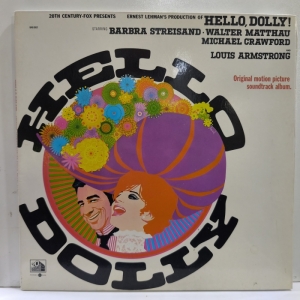 20TH CENTURY-FOX PRESENTS ERNEST LEHMAN'S PRODUCTION OF HELLO, DOLLY!
STARRING BARBRA STREISAND · WALTER MATTHAU
MICHAEL CRAWFORD
AND LOUIS ARMSTRONG
Original motion picture
soundtrack album.
HELLO
DOLLY